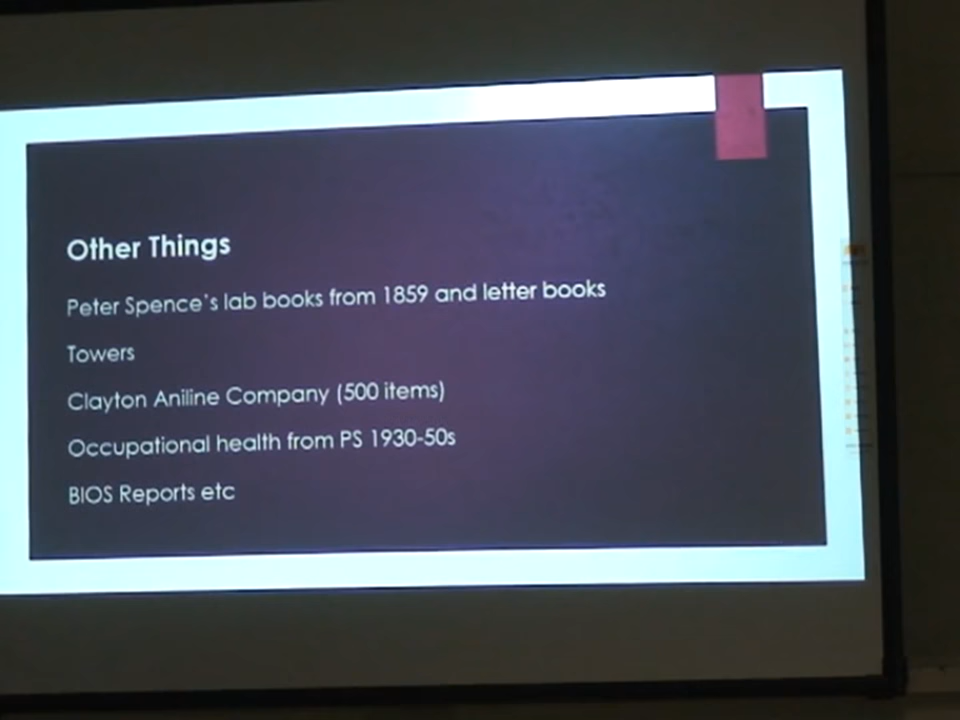 Other Things
Peter Spence's lab books from 1859 and letter books
Towers
Clayton Aniline Company (500 items)
Occupational health from PS 1930-50s
BIOS Reports etc